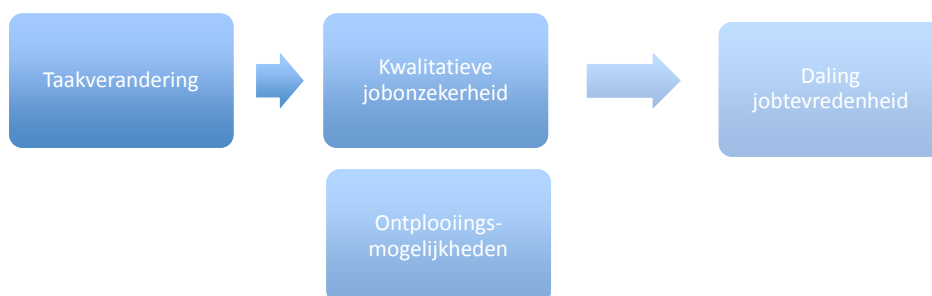 Taakverandering
Kwalitatieve
jobonzekerheid
Daling
jobtevredenheid
Ontplooiings-
mogelijkheden